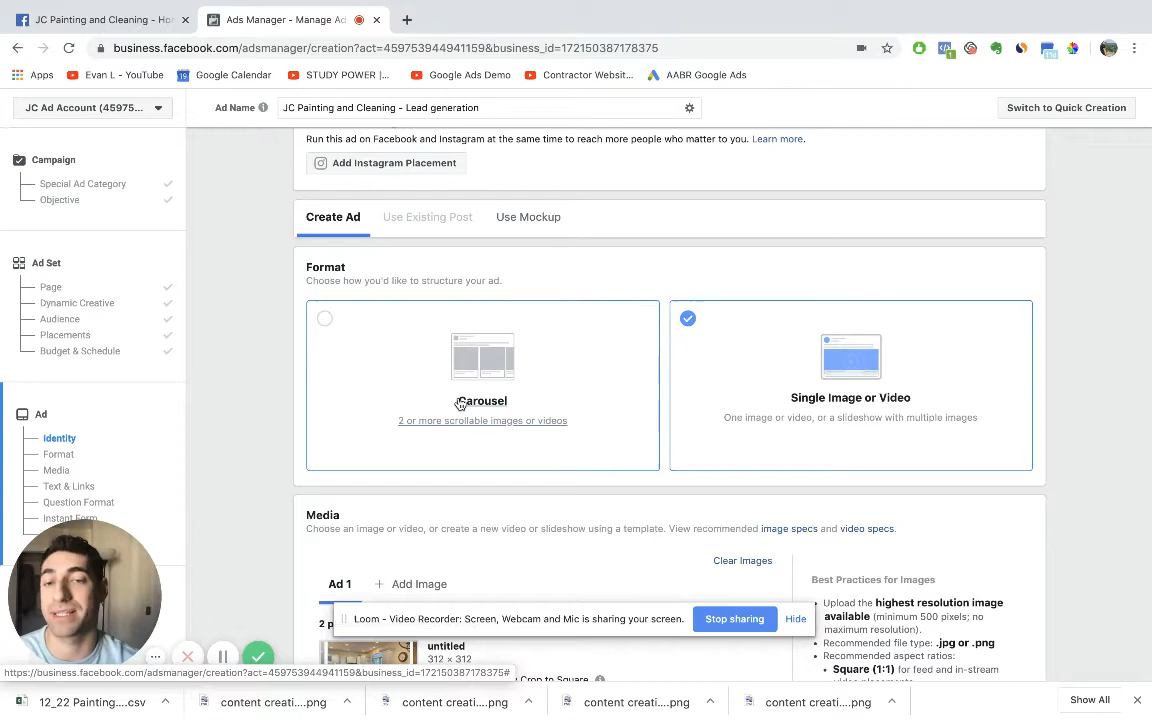 JC Painting and Cleaning - Ho
Ads Manager - Manage Ad
business.facebook.com/adsmanager/creation?act=459753944941159&business_id=172150387178375
Apps
Evan L - YouTube
Google Calendar
STUDY POWER |...
Google Ads Demo
Contractor Websit...
AABR Google Ads
JC Ad Account (45975...
Ad Name
JC Painting and Cleaning - Lead generation
Switch to Quick Creation
Campaign
Special Ad Category
Objective
Ad Set
Page
Dynamic Creative
Audience
Placements
Budget & Schedule
Ad
Identity
Format
Media
Text & Links
Question Format
Instant Form
Run this ad on Facebook and Instagram at the same time to reach more people who matter to you. Learn more.
Add Instagram Placement
Create Ad
Use Existing Post
Use Mockup
Format
Choose how you'd like to structure your ad.
Carousel
2 or more scrollable images or videos
Single Image or Video
One image or video, or a slideshow with multiple images
Media
Choose an image or video, or create a new video or slideshow using a template. View recommended image specs and video specs.
Clear Images
Ad 1
+ Add Image
2 p
untitled
312 × 312
Crop to Square
Best Practices for Images
• Upload the highest resolution image
available (minimum 500 pixels; no
maximum resolution).
• Recommended file type: .jpg or .png
• Recommended aspect ratios:
• Square (1:1) for feed and in-stream
Loom - Video Recorder: Screen, Webcam and Mic is sharing your screen.
Stop sharing
Hide
https://business.facebook.com/adsmanager/creation?act=459753944941159&business_id=172150387178375#
12_22 Painting....csv
content creati....png
content creati....png
content creati....png
content creati....png
Show All